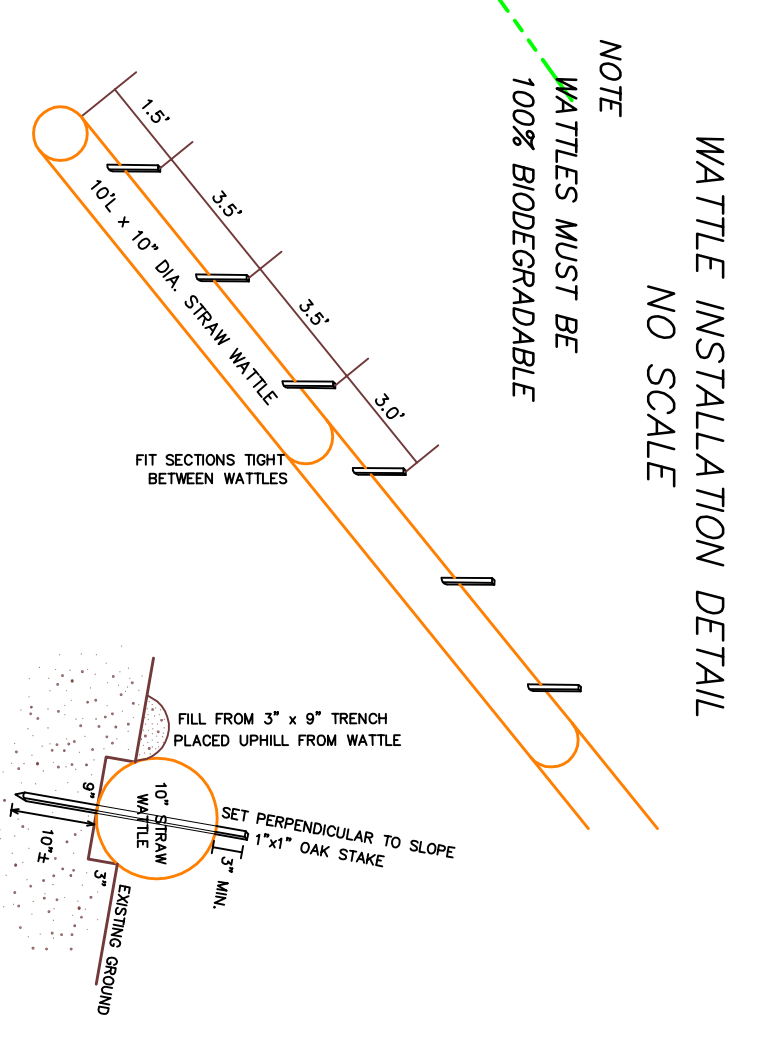 WATTLE INSTALLATION DETAIL
NO SCALE
NOTE
WATTLES MUST BE
100% BIODEGRADABLE
1.5'
3.5'
3.5'
3.0'
10'L x 10" DIA. STRAW WATTLE
FIT SECTIONS TIGHT
BETWEEN WATTLES
FILL FROM 3" x 9" TRENCH
PLACED UPHILL FROM WATTLE
10" STRAW
WATTLE
SET PERPENDICULAR TO SLOPE
1"x1" OAK STAKE
3" MIN.
9"
10"±
3"
EXISTING GROUND